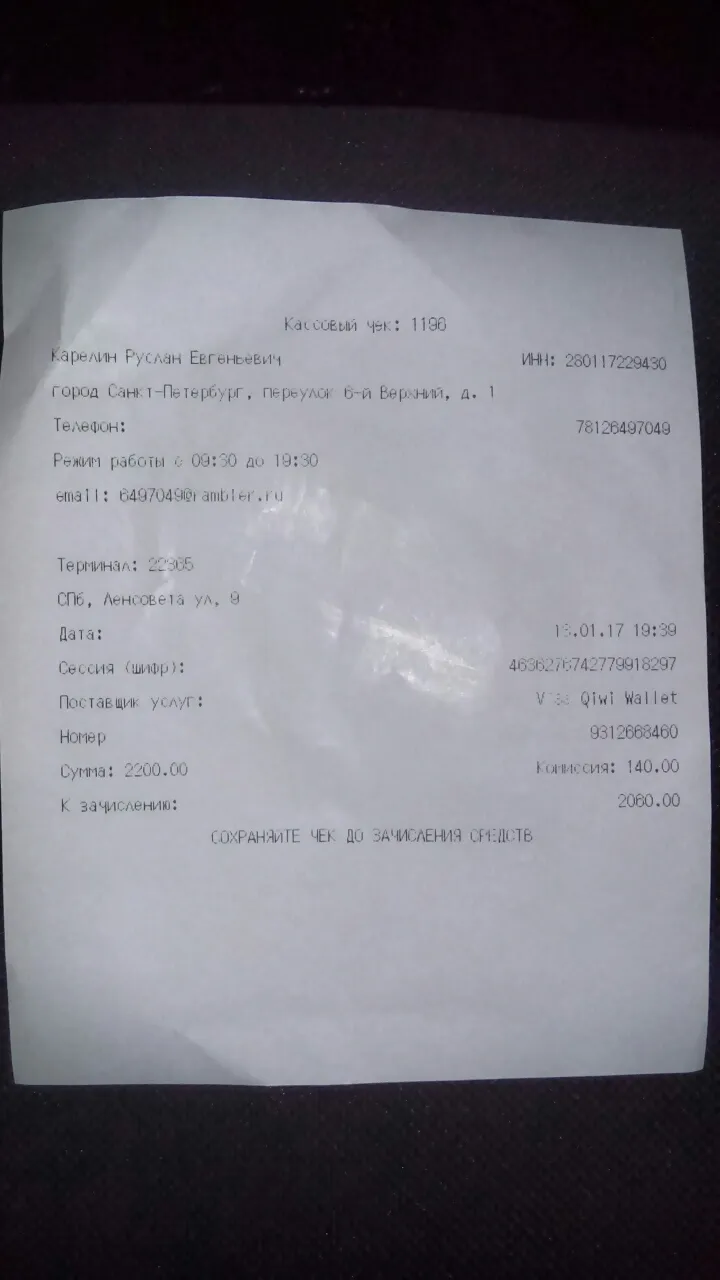 Кассовый чек: 1196
Карелин Руслан Евгеньевич ИНН: 280117229430
город Санкт-Петербург, переулок 6-й Верхний, д. 1
Телефон: 78126497049
Режим работы с 09:30 до 19:30
email: 6497049@rambler.ru
Терминал: 22365
СПб, Ленсовета ул, 9
Дата: 19:39
Сессия (шифр): 4636276742779918297
Поставщик услуг: Visa Qiwi Wallet
Номер 9312668460
Сумма: 2200.00 Комиссия: 140.00
К зачислению: 2060.00
СОХРАНЯЙТЕ ЧЕК ДО ЗАЧИСЛЕНИЯ СРЕДСТВ